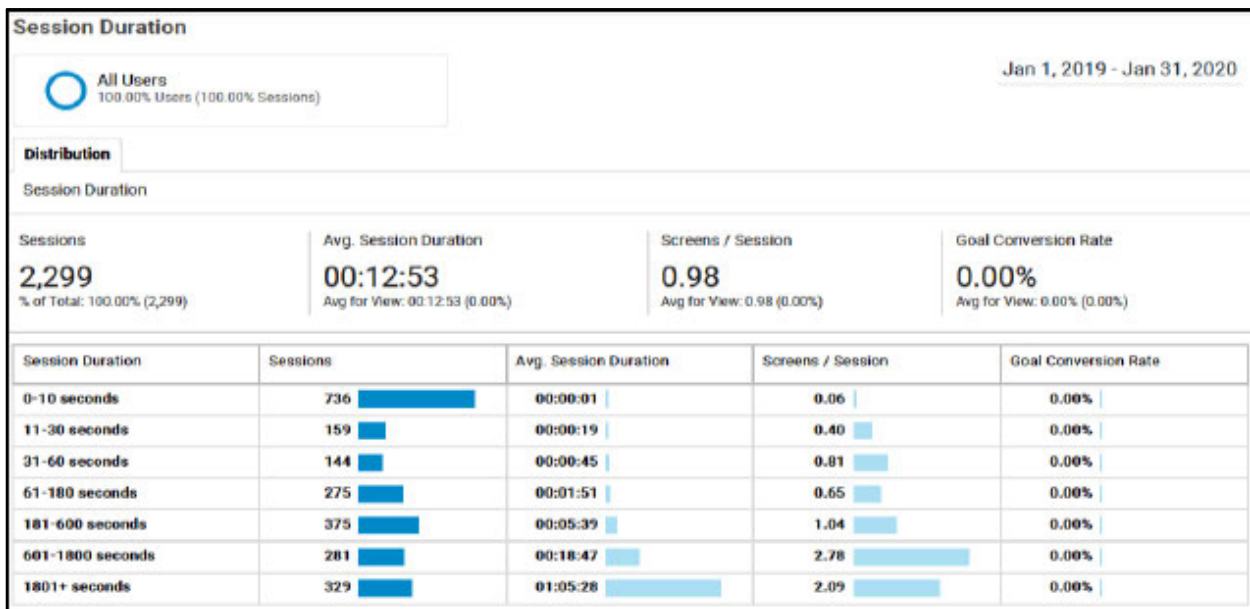 Session Duration
All Users
100.00% Users (100.00% Sessions)
Jan 1, 2019 - Jan 31, 2020
Distribution
Session Duration
Sessions Avg. Session Duration Screens / Session Goal Conversion Rate
2,299 00:12:53 0.98 0.00%
% of Total: 100.00% (2,299) Avg for View: 00:12:53 (0.00%) Avg for View: 0.98 (0.00%) Avg for View: 0.00% (0.00%)
Session Duration Sessions Avg. Session Duration Screens / Session Goal Conversion Rate
0-10 seconds 736 00:00:01 0.06 0.00%
11-30 seconds 159 00:00:19 0.40 0.00%
31-60 seconds 144 00:00:45 0.81 0.00%
61-180 seconds 275 00:01:51 0.65 0.00%
181-600 seconds 375 00:05:39 1.04 0.00%
601-1800 seconds 281 00:18:47 2.78 0.00%
1801+ seconds 329 01:05:28 2.09 0.00%